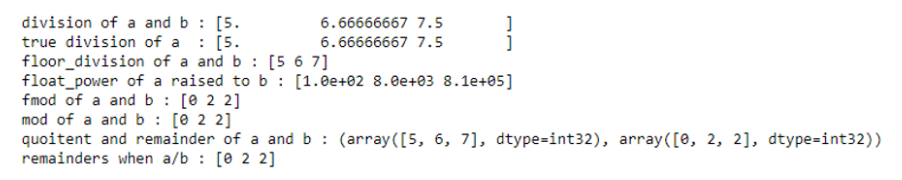 division of a and b : [5.         6.66666667 7.5       ]
true division of a  : [5.         6.66666667 7.5       ]
floor_division of a and b : [5 6 7]
float_power of a raised to b : [1.0e+02 8.0e+03 8.1e+05]
fmod of a and b : [0 2 2]
mod of a and b : [0 2 2]
quoitent and remainder of a and b : (array([5, 6, 7], dtype=int32), array([0, 2, 2], dtype=int32))
remainders when a/b : [0 2 2]